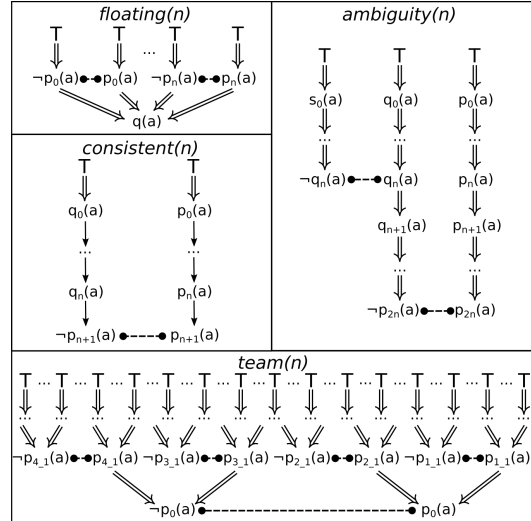 floating(n)
T T ... T T
¬p₀(a) p₀(a) ¬pₙ(a) pₙ(a)
q(a)
consistent(n)
T T
q₀(a) p₀(a)
... ...
qₙ(a) pₙ(a)
¬pₙ₊₁(a) pₙ₊₁(a)
ambiguity(n)
T T T
s₀(a) q₀(a) p₀(a)
... ... ...
¬qₙ(a) qₙ(a) pₙ(a)
qₙ₊₁(a) pₙ₊₁(a)
... ...
¬p₂ₙ(a) p₂ₙ(a)
team(n)
T ... T ... T ... T ... T ... T ... T ... T ... T ... T ... T ... T ... T ... T ... T
... ... ... ... ... ... ... ... ... ... ... ... ... ... ...
¬p₄_₁(a) p₄_₁(a) ¬p₃_₁(a) p₃_₁(a) ¬p₂_₁(a) p₂_₁(a) ¬p₁_₁(a) p₁_₁(a)
¬p₀(a) p₀(a)